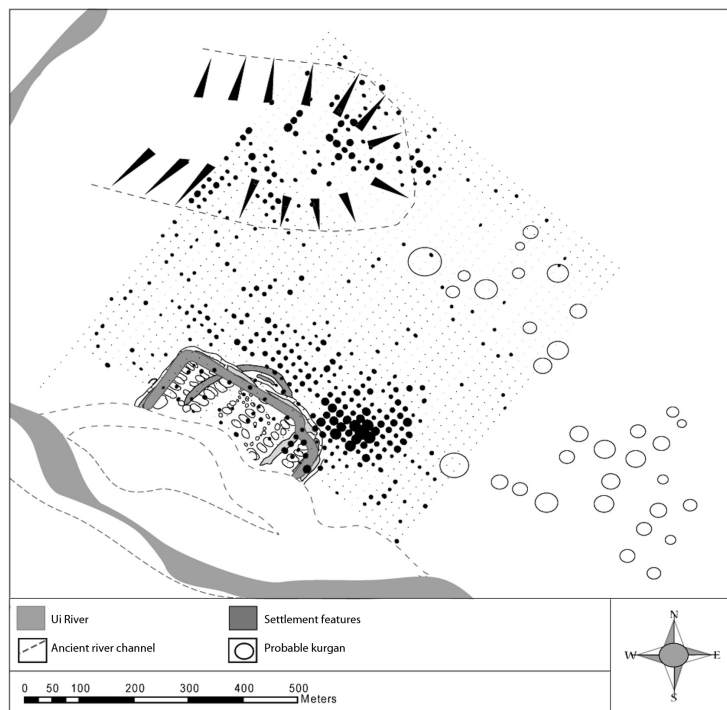 Ui River
Settlement features
Ancient river channel
Probable kurgan
N
W E
S
0 50 100 200 300 400 500
Meters